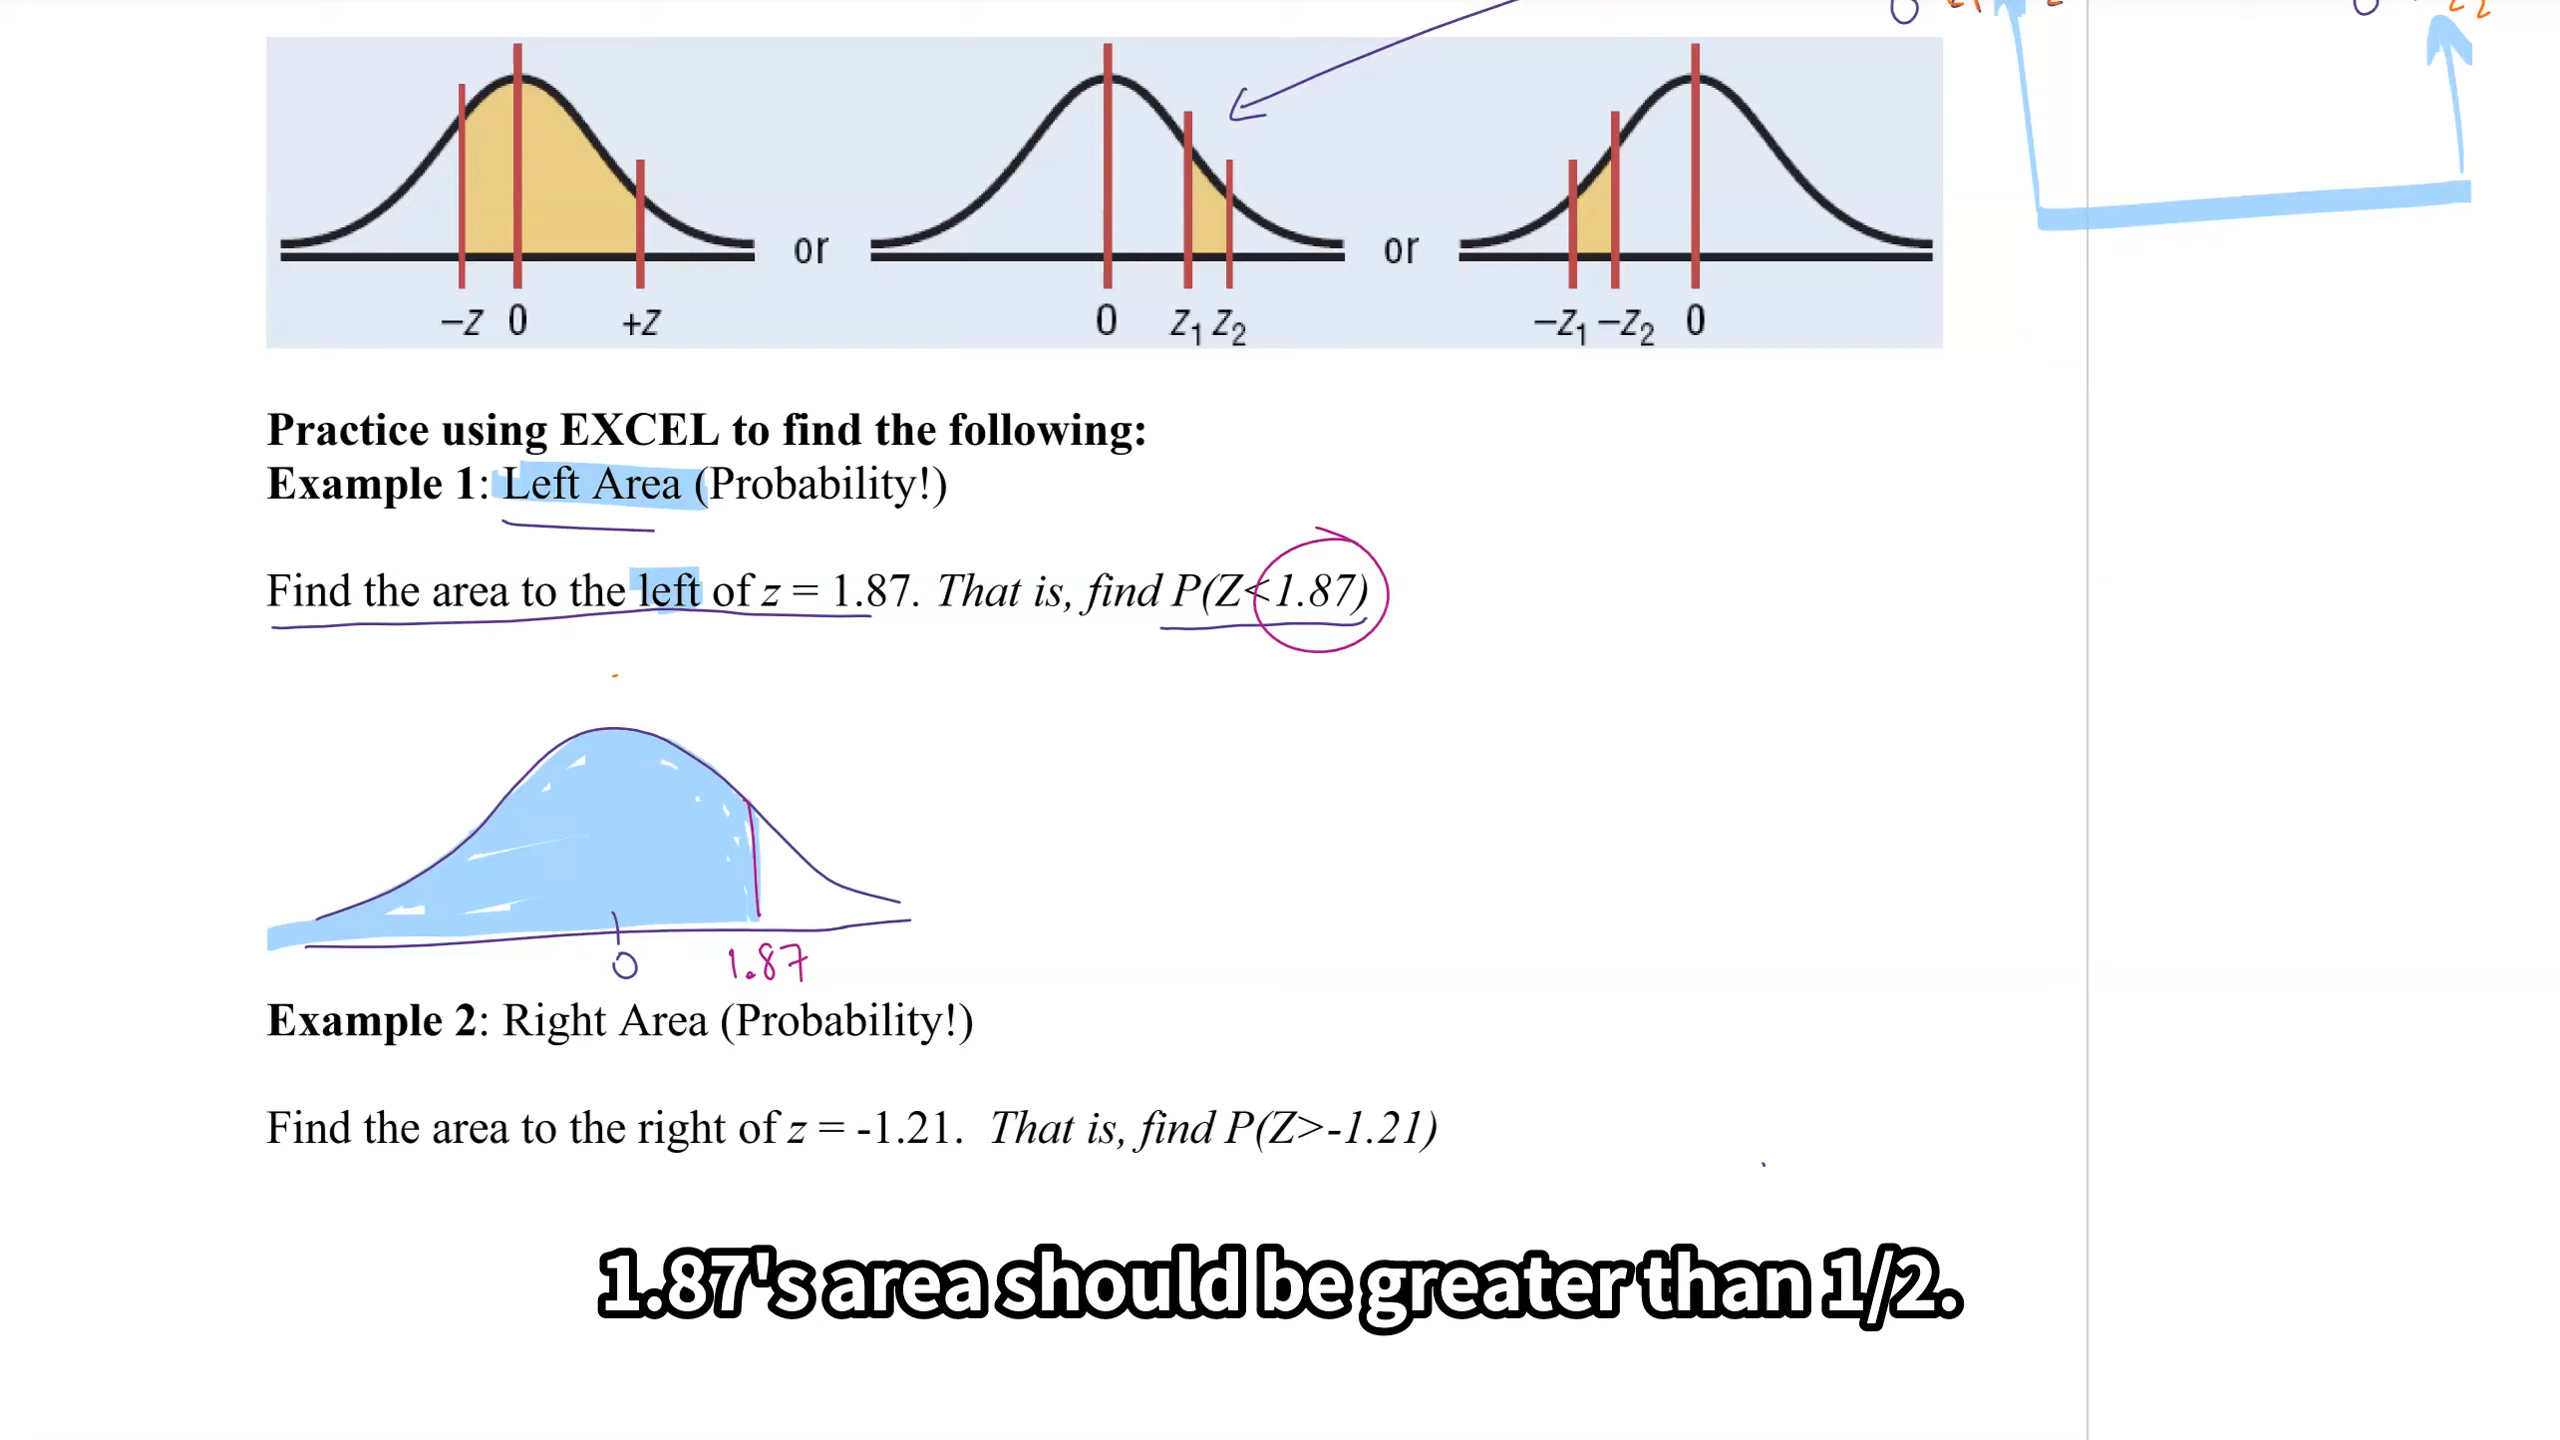 0
0
or
or
−z 0 +z
0 z1 z2
−z1 −z2 0
Practice using EXCEL to find the following:
Example 1: Left Area (Probability!)
Find the area to the left of z = 1.87. That is, find P(Z<1.87)
0 1.87
Example 2: Right Area (Probability!)
Find the area to the right of z = -1.21. That is, find P(Z>-1.21)
1.87's area should be greater than 1/2.